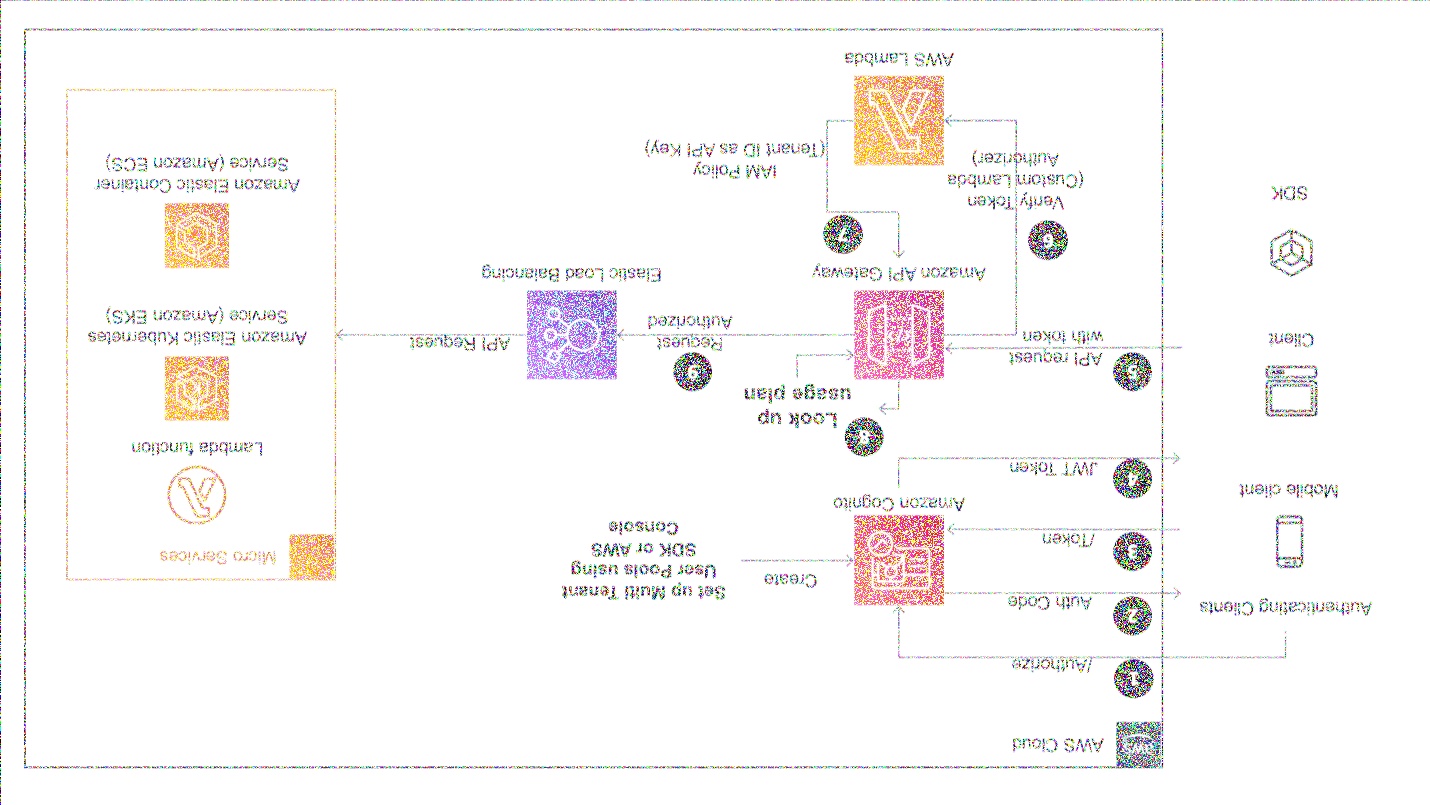 AWS Cloud
1
/Authorize
Authenticating Clients
2
Auth Code
Create
Set up Multi Tenant
User Pools using
SDK or AWS
Console
Micro Services
Mobile client
3
/Token
Amazon Cognito
4
JWT Token
Lambda function
8
Look up
usage plan
Client
5
API request
with token
9
Request
Authorized
API Request
Amazon Elastic Kubernetes
Service (Amazon EKS)
Amazon API Gateway
Elastic Load Balancing
SDK
6
Verify Token
(Custom Lambda
Authorizer)
7
IAM Policy
(Tenant ID as API Key)
Amazon Elastic Container
Service (Amazon ECS)
AWS Lambda